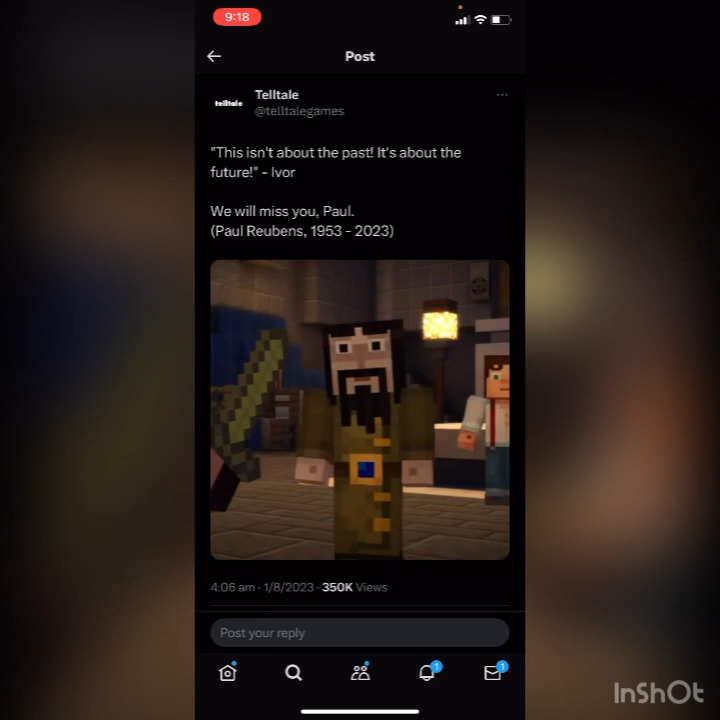 9:18
Post
telltale
Telltale
@telltalegames
"This isn't about the past! It's about the
future!" - Ivor
We will miss you, Paul.
(Paul Reubens, 1953 - 2023)
4:06 am · 1/8/2023 · 350K Views
Post your reply
1
1
InShOt